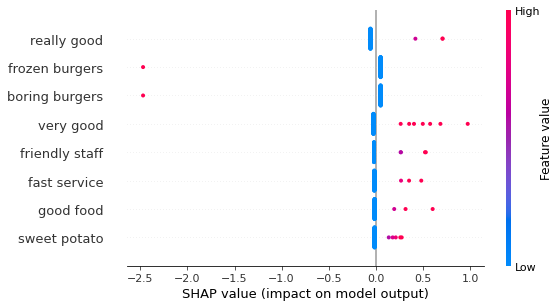 High
really good
frozen burgers
boring burgers
very good
friendly staff
fast service
good food
sweet potato
Feature value
Low
−2.5 −2.0 −1.5 −1.0 −0.5 0.0 0.5 1.0
SHAP value (impact on model output)